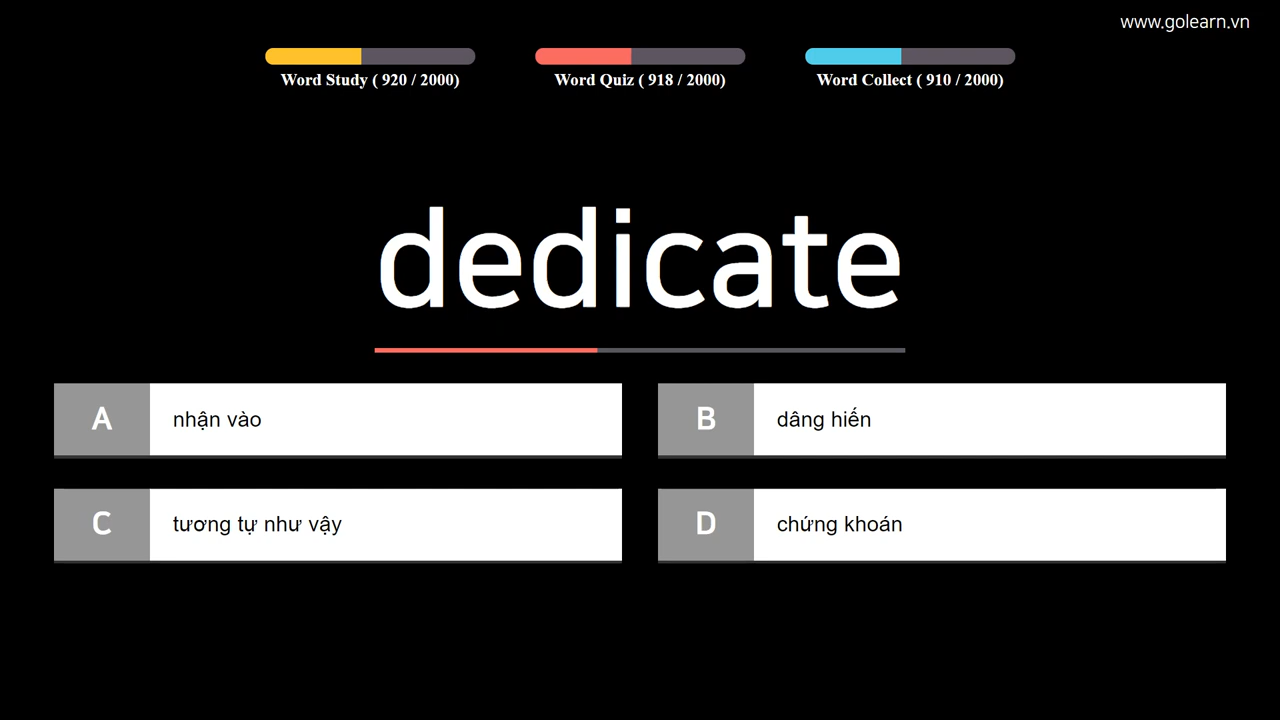 www.golearn.vn
Word Study ( 920 / 2000)
Word Quiz ( 918 / 2000)
Word Collect ( 910 / 2000)
dedicate
A nhận vào
B dâng hiến
C tương tự như vậy
D chứng khoán